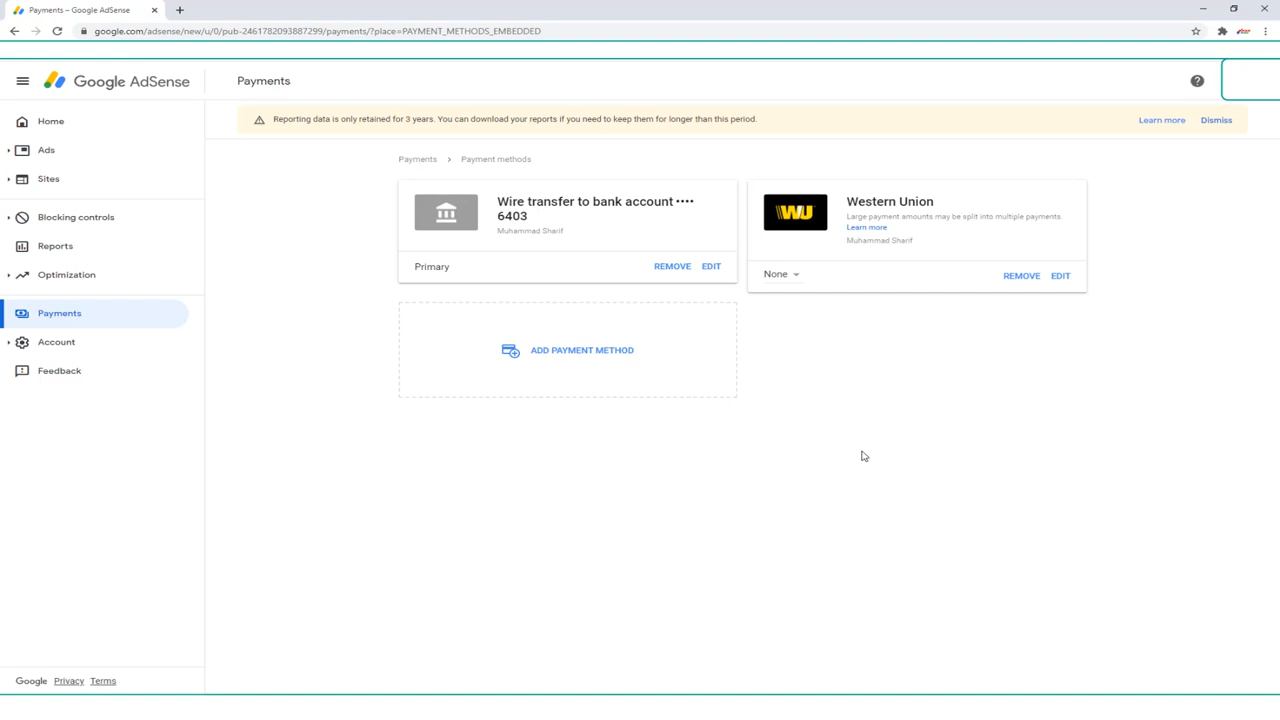 Payments – Google AdSense
google.com/adsense/new/u/0/pub-2461782093887299/payments/?place=PAYMENT_METHODS_EMBEDDED
Google AdSense
Payments
Home
Ads
Sites
Blocking controls
Reports
Optimization
Payments
Account
Feedback
Google Privacy Terms
Reporting data is only retained for 3 years. You can download your reports if you need to keep them for longer than this period.
Learn more Dismiss
Payments > Payment methods
Wire transfer to bank account ••••
6403
Muhammad Sharif
Primary
REMOVE EDIT
Western Union
Large payment amounts may be split into multiple payments.
Learn more
Muhammad Sharif
None
REMOVE EDIT
WU
ADD PAYMENT METHOD